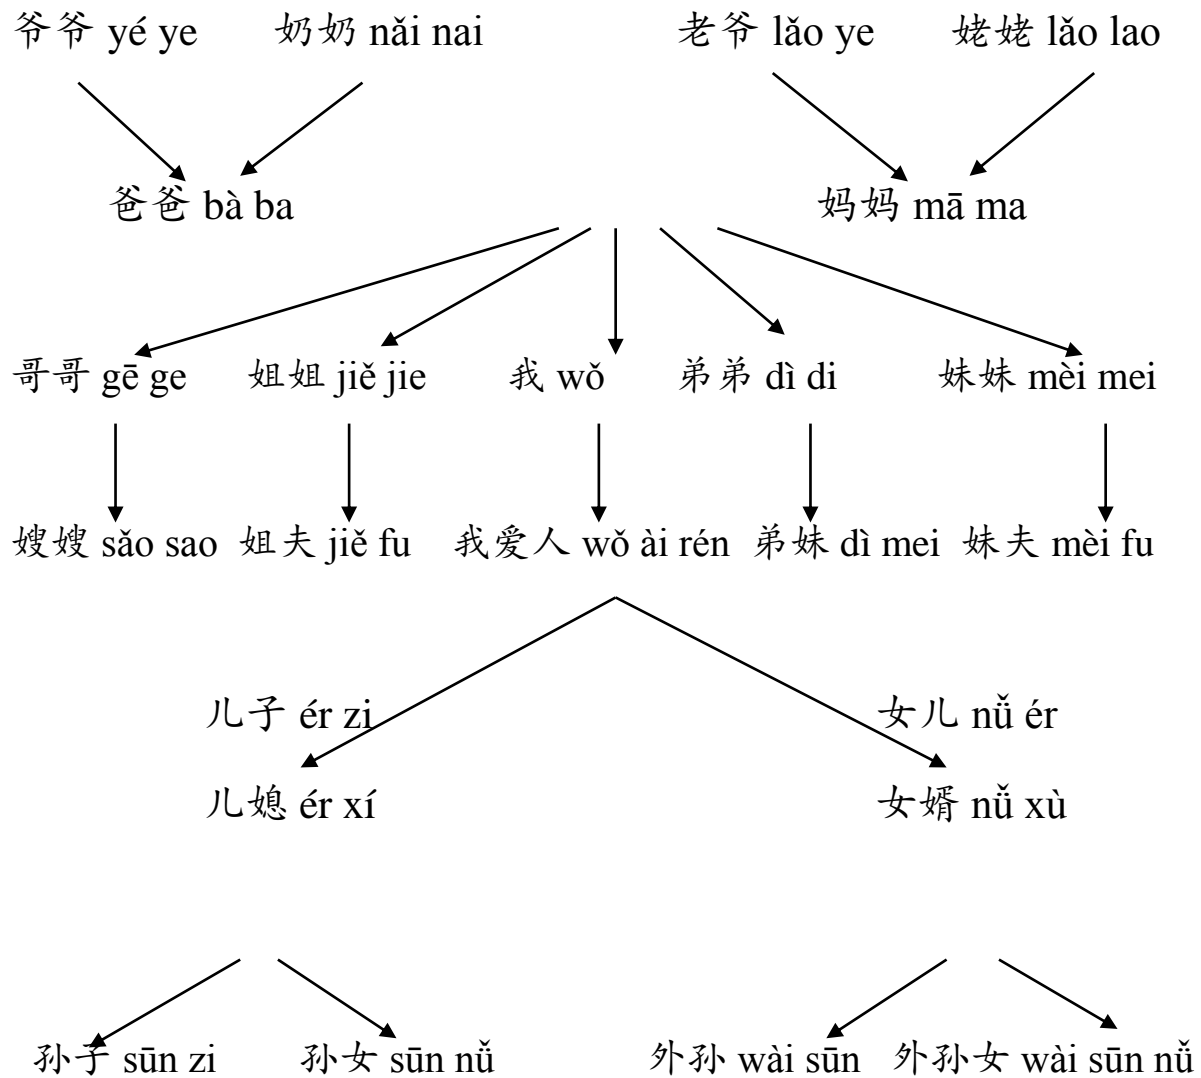 爷爷 yé ye 奶奶 nǎi nai 老爷 lǎo ye 姥姥 lǎo lao
爸爸 bà ba 妈妈 mā ma
哥哥 gē ge 姐姐 jiě jie 我 wǒ 弟弟 dì di 妹妹 mèi mei
嫂嫂 sǎo sao 姐夫 jiě fu 我爱人 wǒ ài rén 弟妹 dì mei 妹夫 mèi fu
儿子 ér zi 女儿 nǚ ér
儿媳 ér xí 女婿 nǚ xù
孙子 sūn zi 孙女 sūn nǚ 外孙 wài sūn 外孙女 wài sūn nǚ